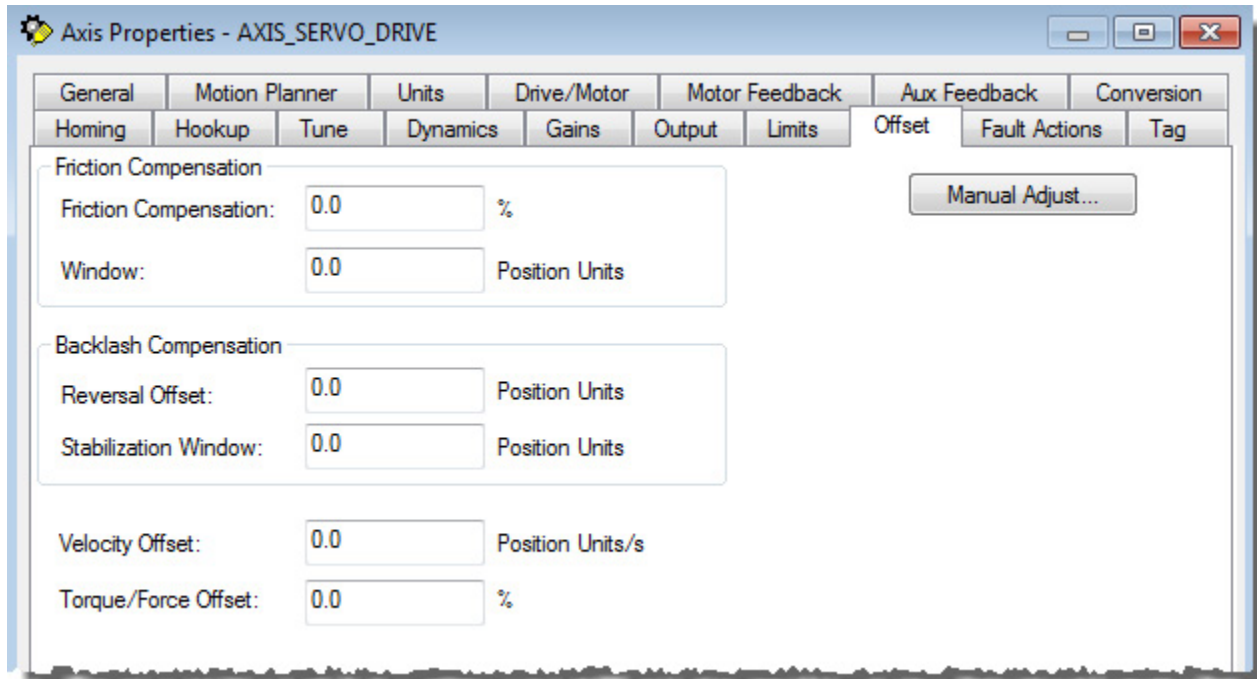 Axis Properties - AXIS_SERVO_DRIVE
General Motion Planner Units Drive/Motor Motor Feedback Aux Feedback Conversion
Homing Hookup Tune Dynamics Gains Output Limits Offset Fault Actions Tag
Friction Compensation
Manual Adjust...
Friction Compensation: 0.0 %
Window: 0.0 Position Units
Backlash Compensation
Reversal Offset: 0.0 Position Units
Stabilization Window: 0.0 Position Units
Velocity Offset: 0.0 Position Units/s
Torque/Force Offset: 0.0 %